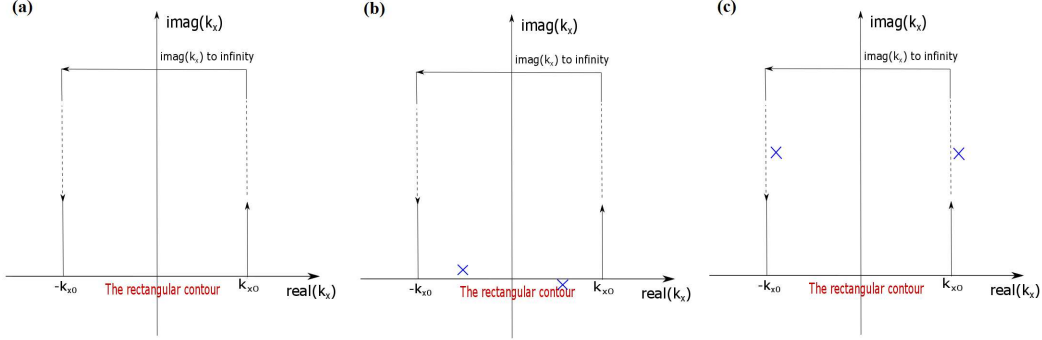 (a)
imag(kₓ)
imag(kₓ) to infinity
-kₓ₀
The rectangular contour
kₓ₀
real(kₓ)
(b)
imag(kₓ)
imag(kₓ) to infinity
-kₓ₀
The rectangular contour
kₓ₀
real(kₓ)
(c)
imag(kₓ)
imag(kₓ) to infinity
-kₓ₀
The rectangular contour
kₓ₀
real(kₓ)